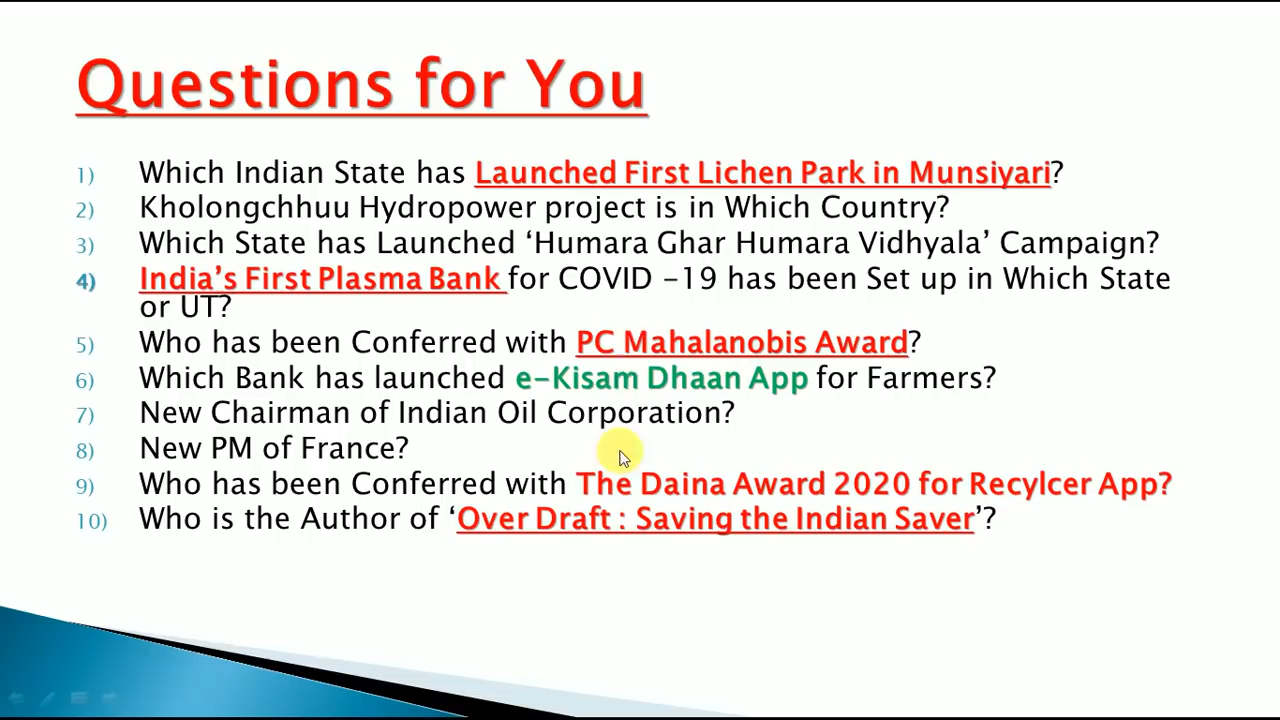 Questions for You
1) Which Indian State has Launched First Lichen Park in Munsiyari?
2) Kholongchhuu Hydropower project is in Which Country?
3) Which State has Launched ‘Humara Ghar Humara Vidhyala’ Campaign?
4) India’s First Plasma Bank for COVID -19 has been Set up in Which State
or UT?
5) Who has been Conferred with PC Mahalanobis Award?
6) Which Bank has launched e-Kisam Dhaan App for Farmers?
7) New Chairman of Indian Oil Corporation?
8) New PM of France?
9) Who has been Conferred with The Daina Award 2020 for Recylcer App?
10) Who is the Author of ‘Over Draft : Saving the Indian Saver’?